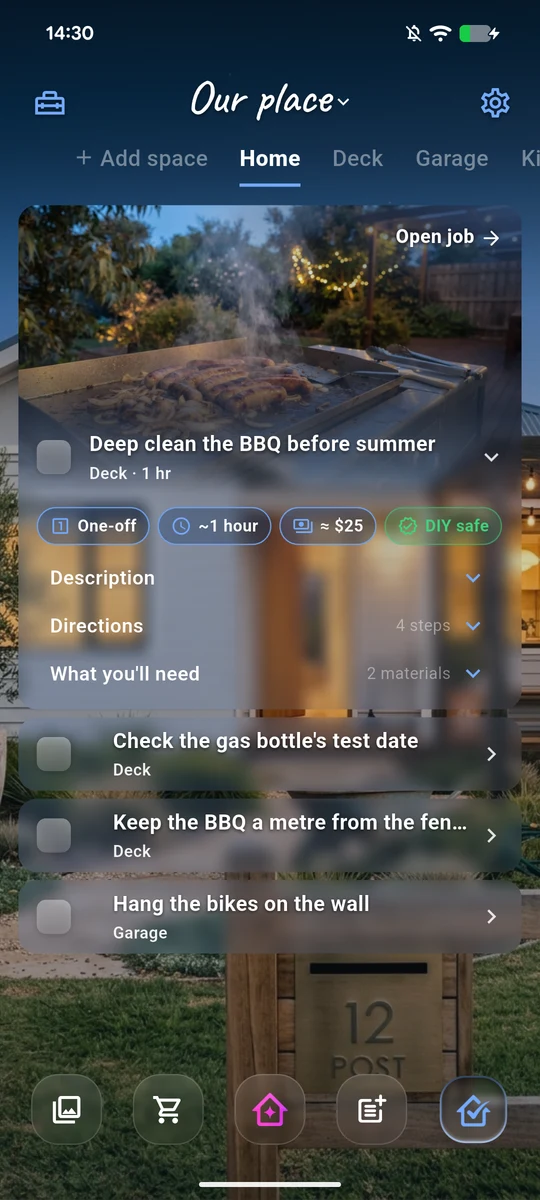 14:30
Our place
+ Add space
Home
Deck
Garage
Ki
Open job →
Deep clean the BBQ before summer
Deck · 1 hr
1 One-off
~1 hour
≈ $25
DIY safe
Description
Directions
4 steps
What you'll need
2 materials
Check the gas bottle's test date
Deck
Keep the BBQ a metre from the fen...
Deck
Hang the bikes on the wall
Garage
12
POST